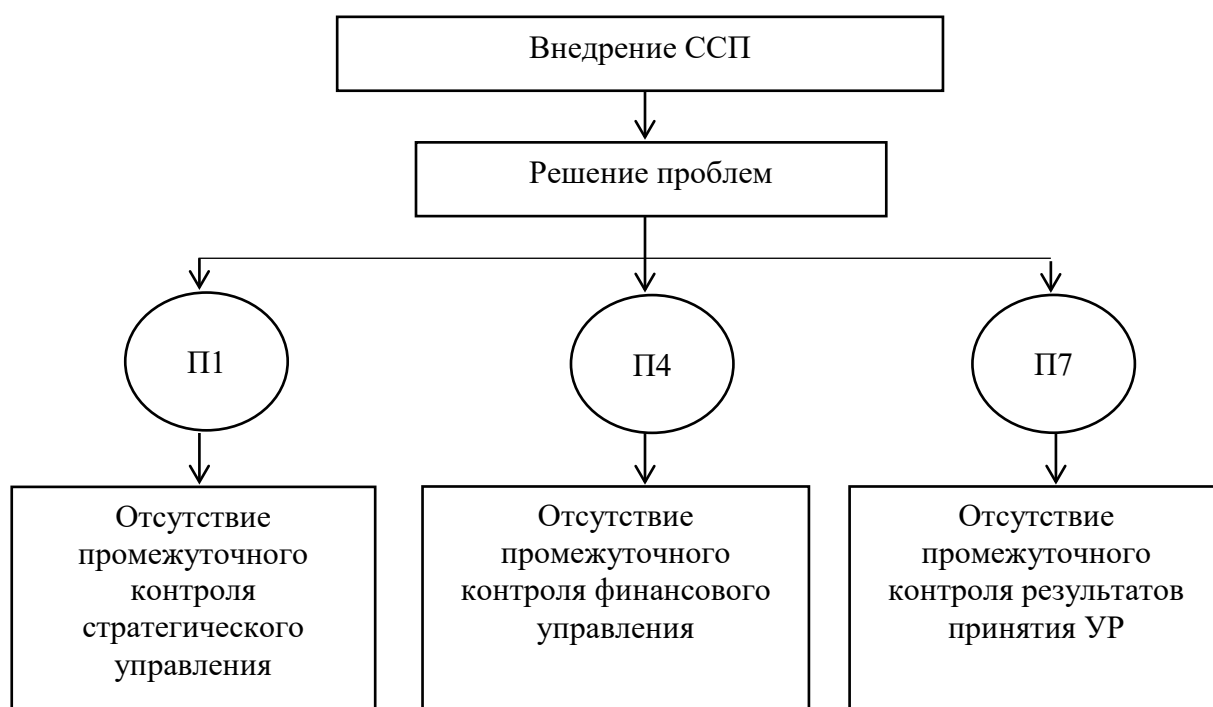 Внедрение ССП
Решение проблем
П1
П4
П7
Отсутствие
промежуточного
контроля
стратегического
управления
Отсутствие
промежуточного
контроля финансового
управления
Отсутствие
промежуточного
контроля результатов
принятия УР